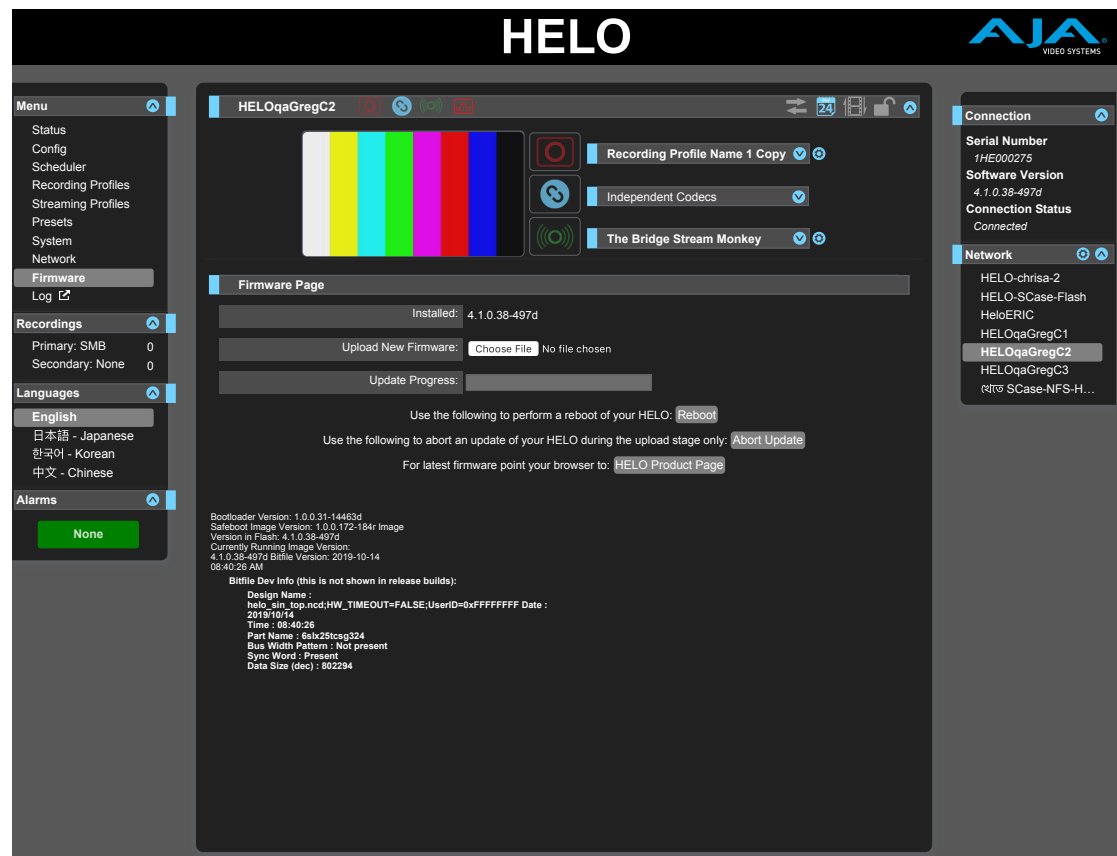 HELO
AJA
VIDEO SYSTEMS
Menu
Status
Config
Scheduler
Recording Profiles
Streaming Profiles
Presets
System
Network
Firmware
Log
Recordings
Primary: SMB 0
Secondary: None 0
Languages
English
日本語 - Japanese
한국어 - Korean
中文 - Chinese
Alarms
None
HELOqaGregC2
24
Recording Profile Name 1 Copy
Independent Codecs
The Bridge Stream Monkey
Firmware Page
Installed: 4.1.0.38-497d
Upload New Firmware: Choose File No file chosen
Update Progress:
Use the following to perform a reboot of your HELO: Reboot
Use the following to abort an update of your HELO during the upload stage only: Abort Update
For latest firmware point your browser to: HELO Product Page
Bootloader Version: 1.0.0.31-14463d
Safeboot Image Version: 1.0.0.172-184r Image
Version in Flash: 4.1.0.38-497d
Currently Running Image Version:
4.1.0.38-497d Bitfile Version: 2019-10-14
08:40:26 AM
Bitfile Dev Info (this is not shown in release builds):
Design Name :
helo_sin_top.ncd;HW_TIMEOUT=FALSE;UserID=0xFFFFFFFF Date :
2019/10/14
Time : 08:40:26
Part Name : 6slx25tcsg324
Bus Width Pattern : Not present
Sync Word : Present
Data Size (dec) : 802294
Connection
Serial Number
1HE000275
Software Version
4.1.0.38-497d
Connection Status
Connected
Network
HELO-chrisa-2
HELO-SCase-Flash
HeloERIC
HELOqaGregC1
HELOqaGregC2
HELOqaGregC3
SCase-NFS-H...